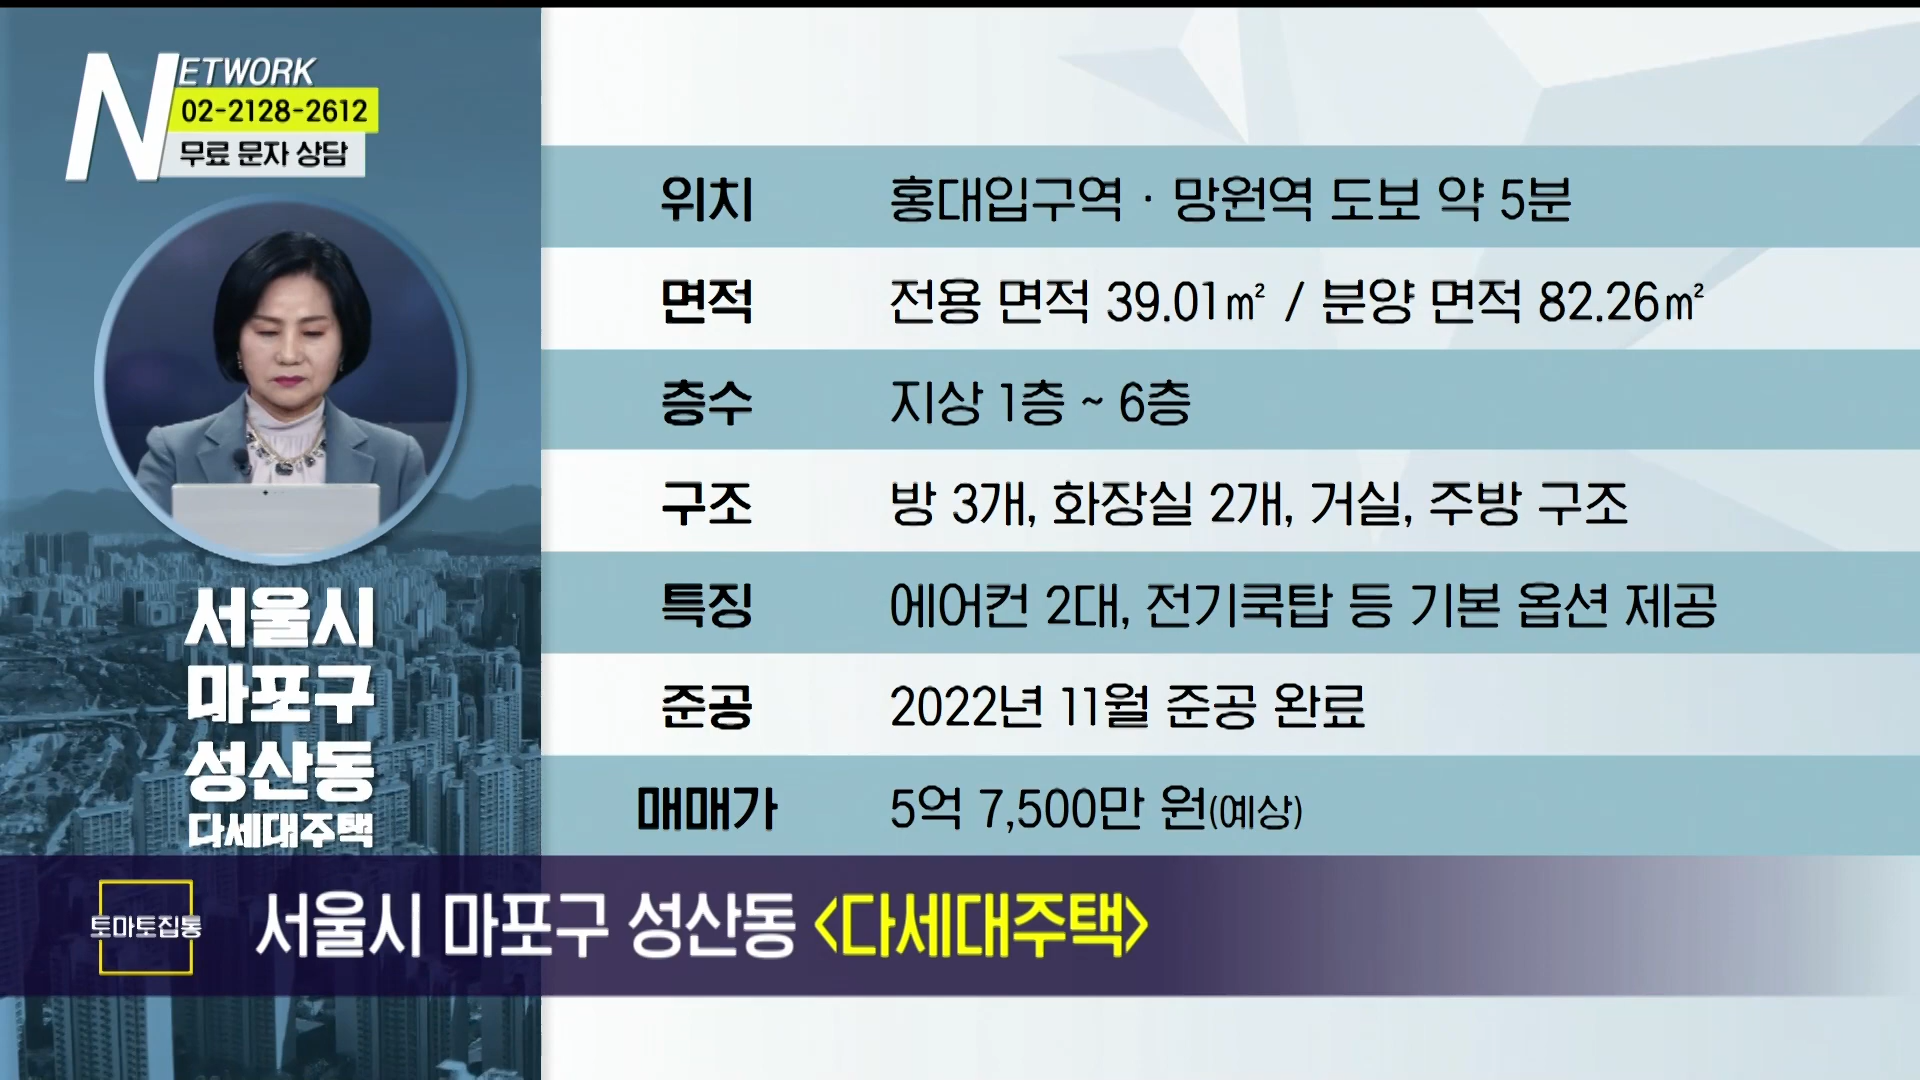 NETWORK
02-2128-2612
무료 문자 상담
서울시
마포구
성산동
다세대주택
위치 홍대입구역 · 망원역 도보 약 5분
면적 전용 면적 39.01㎡ / 분양 면적 82.26㎡
층수 지상 1층 ~ 6층
구조 방 3개, 화장실 2개, 거실, 주방 구조
특징 에어컨 2대, 전기쿡탑 등 기본 옵션 제공
준공 2022년 11월 준공 완료
매매가 5억 7,500만 원(예상)
토마토집통
서울시 마포구 성산동 <다세대주택>